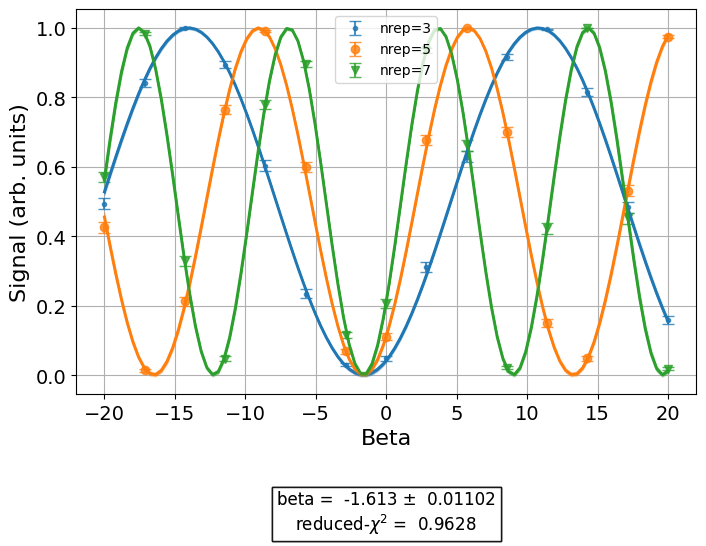 1.0
0.8
0.6
0.4
0.2
0.0
Signal (arb. units)
nrep=3
nrep=5
nrep=7
−20 −15 −10 −5 0 5 10 15 20
Beta
beta =  -1.613 ±  0.01102
reduced-χ² =  0.9628